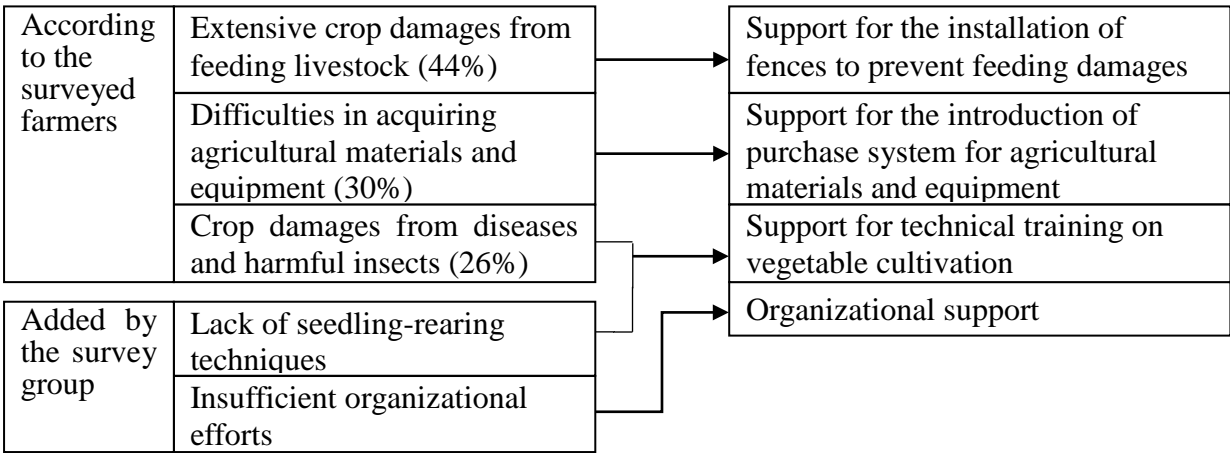 According
to the
surveyed
farmers
Extensive crop damages from
feeding livestock (44%)
Difficulties in acquiring
agricultural materials and
equipment (30%)
Crop damages from diseases
and harmful insects (26%)
Added by
the survey
group
Lack of seedling-rearing
techniques
Insufficient organizational
efforts
Support for the installation of
fences to prevent feeding damages
Support for the introduction of
purchase system for agricultural
materials and equipment
Support for technical training on
vegetable cultivation
Organizational support